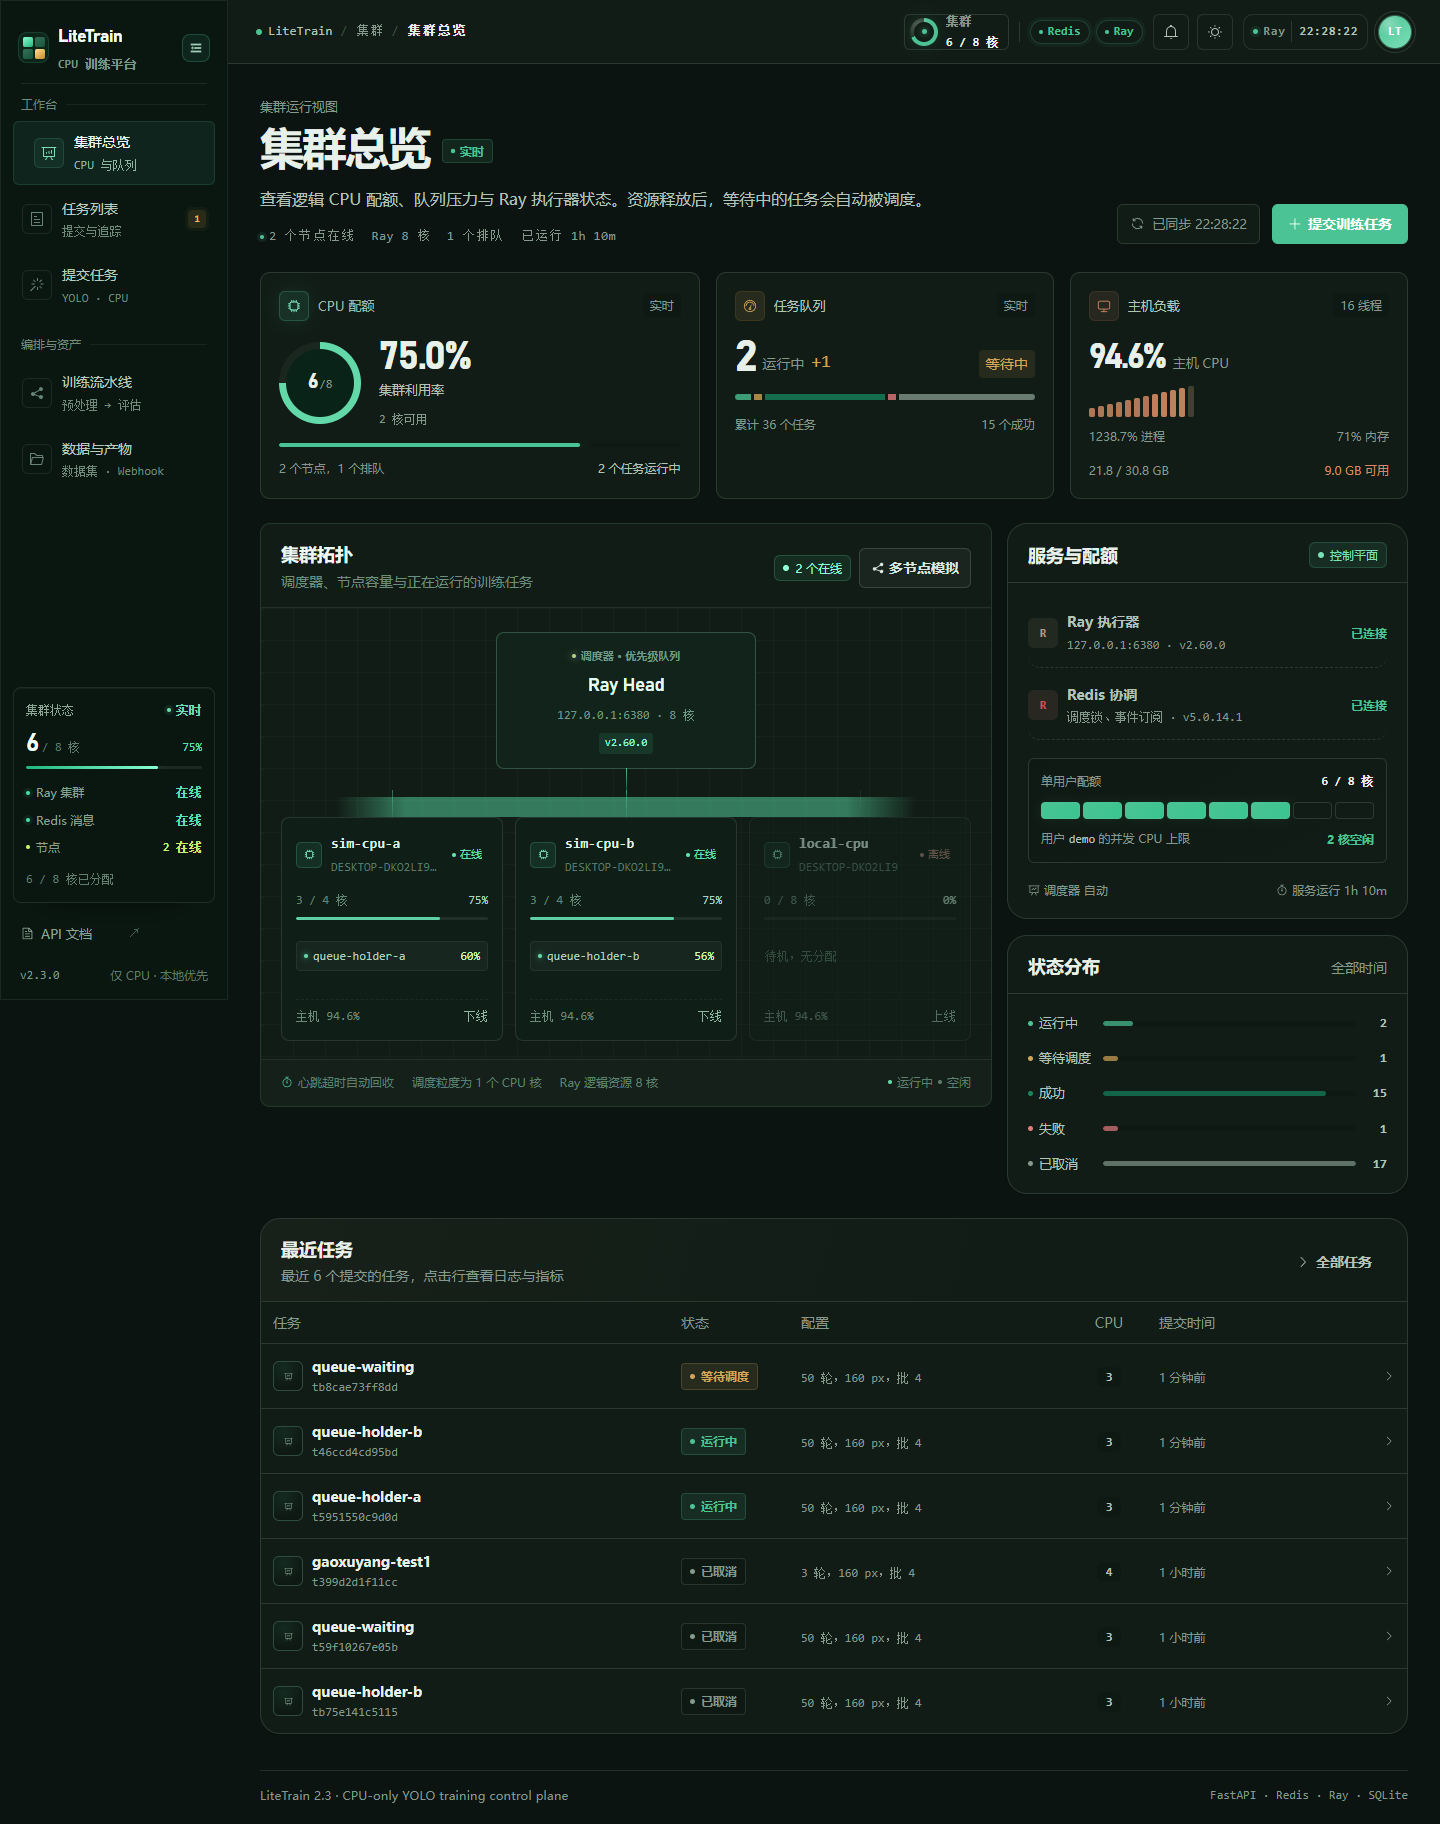 LiteTrain
CPU 训练平台
工作台
集群总览
CPU 与队列
任务列表
提交与追踪
1
提交任务
YOLO · CPU
编排与资产
训练流水线
预处理 → 评估
数据与产物
数据集 · Webhook
集群状态
实时
6 / 8 核
75%
Ray 集群
在线
Redis 消息
在线
节点
2 在线
6 / 8 核已分配
API 文档
v2.3.0
仅 CPU · 本地优先
LiteTrain / 集群 / 集群总览
集群
6 / 8 核
Redis
Ray
Ray
22:28:22
LT
集群运行视图
集群总览
实时
查看逻辑 CPU 配额、队列压力与 Ray 执行器状态。资源释放后，等待中的任务会自动被调度。
2 个节点在线 Ray 8 核 1 个排队 已运行 1h 10m
已同步 22:28:22
提交训练任务
CPU 配额
实时
6/8
75.0%
集群利用率
2 核可用
2 个节点，1 个排队
2 个任务运行中
任务队列
实时
2 运行中 +1
等待中
累计 36 个任务
15 个成功
主机负载
16 线程
94.6% 主机 CPU
1238.7% 进程
71% 内存
21.8 / 30.8 GB
9.0 GB 可用
集群拓扑
调度器、节点容量与正在运行的训练任务
2 个在线
多节点模拟
调度器 • 优先级队列
Ray Head
127.0.0.1:6380 · 8 核
v2.60.0
sim-cpu-a
DESKTOP-DKO2LI9…
在线
3 / 4 核
75%
queue-holder-a
60%
主机 94.6%
下线
sim-cpu-b
DESKTOP-DKO2LI9…
在线
3 / 4 核
75%
queue-holder-b
56%
主机 94.6%
下线
local-cpu
DESKTOP-DKO2LI9
离线
0 / 8 核
0%
待机，无分配
主机 94.6%
上线
心跳超时自动回收 调度粒度为 1 个 CPU 核 Ray 逻辑资源 8 核
运行中 • 空闲
服务与配额
控制平面
R
Ray 执行器
127.0.0.1:6380 · v2.60.0
已连接
R
Redis 协调
调度锁、事件订阅 · v5.0.14.1
已连接
单用户配额
6 / 8 核
用户 demo 的并发 CPU 上限
2 核空闲
调度器 自动
服务运行 1h 10m
状态分布
全部时间
运行中
2
等待调度
1
成功
15
失败
1
已取消
17
最近任务
最近 6 个提交的任务，点击行查看日志与指标
全部任务
任务 状态 配置 CPU 提交时间
queue-waiting
tb8cae73ff8dd
等待调度
50 轮，160 px，批 4
3
1 分钟前
queue-holder-b
t46ccd4cd95bd
运行中
50 轮，160 px，批 4
3
1 分钟前
queue-holder-a
t5951550c9d0d
运行中
50 轮，160 px，批 4
3
1 分钟前
gaoxuyang-test1
t399d2d1f11cc
已取消
3 轮，160 px，批 4
4
1 小时前
queue-waiting
t59f10267e05b
已取消
50 轮，160 px，批 4
3
1 小时前
queue-holder-b
tb75e141c5115
已取消
50 轮，160 px，批 4
3
1 小时前
LiteTrain 2.3 · CPU-only YOLO training control plane
FastAPI · Redis · Ray · SQLite